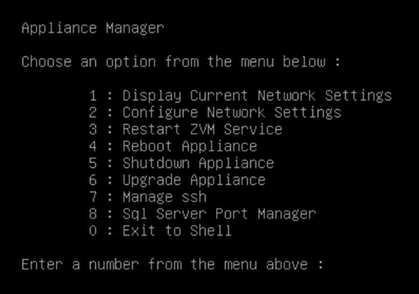 Appliance Manager
Choose an option from the menu below :
1 : Display Current Network Settings
2 : Configure Network Settings
3 : Restart ZVM Service
4 : Reboot Appliance
5 : Shutdown Appliance
6 : Upgrade Appliance
7 : Manage ssh
8 : Sql Server Port Manager
0 : Exit to Shell
Enter a number from the menu above :